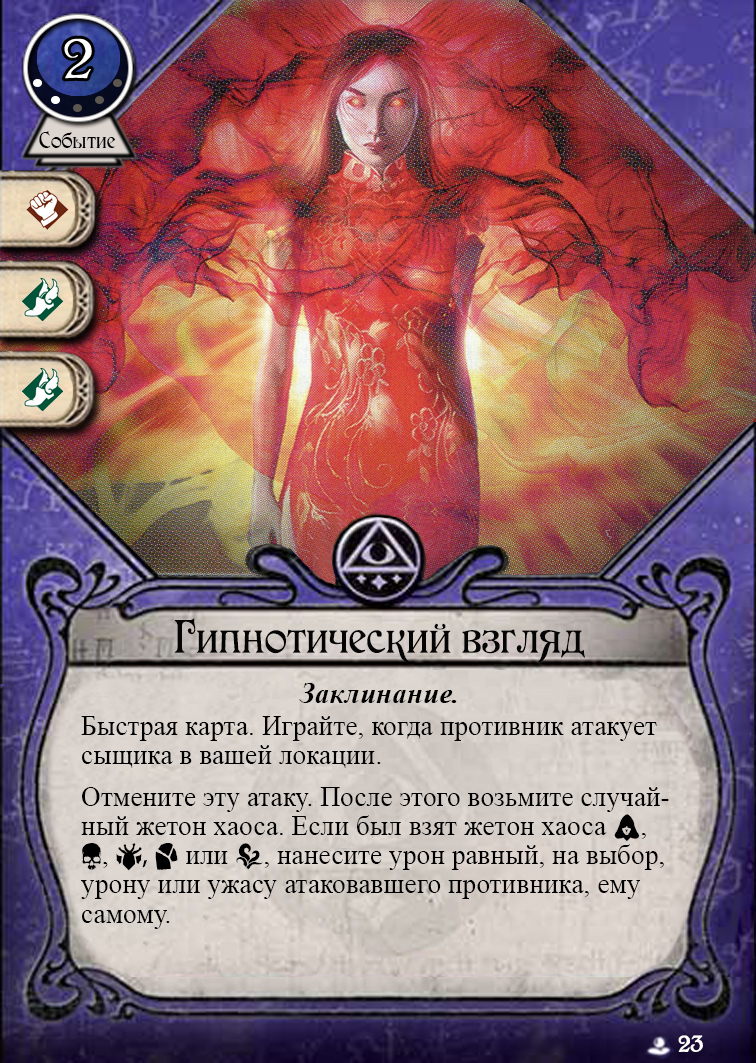 2
Событие
Гипнотический взгляд
Заклинание.
Быстрая карта. Играйте, когда противник атакует
сыщика в вашей локации.
Отмените эту атаку. После этого возьмите случай-
ный жетон хаоса. Если был взят жетон хаоса ,
, , или , нанесите урон равный, на выбор,
урону или ужасу атаковавшего противника, ему
самому.
23